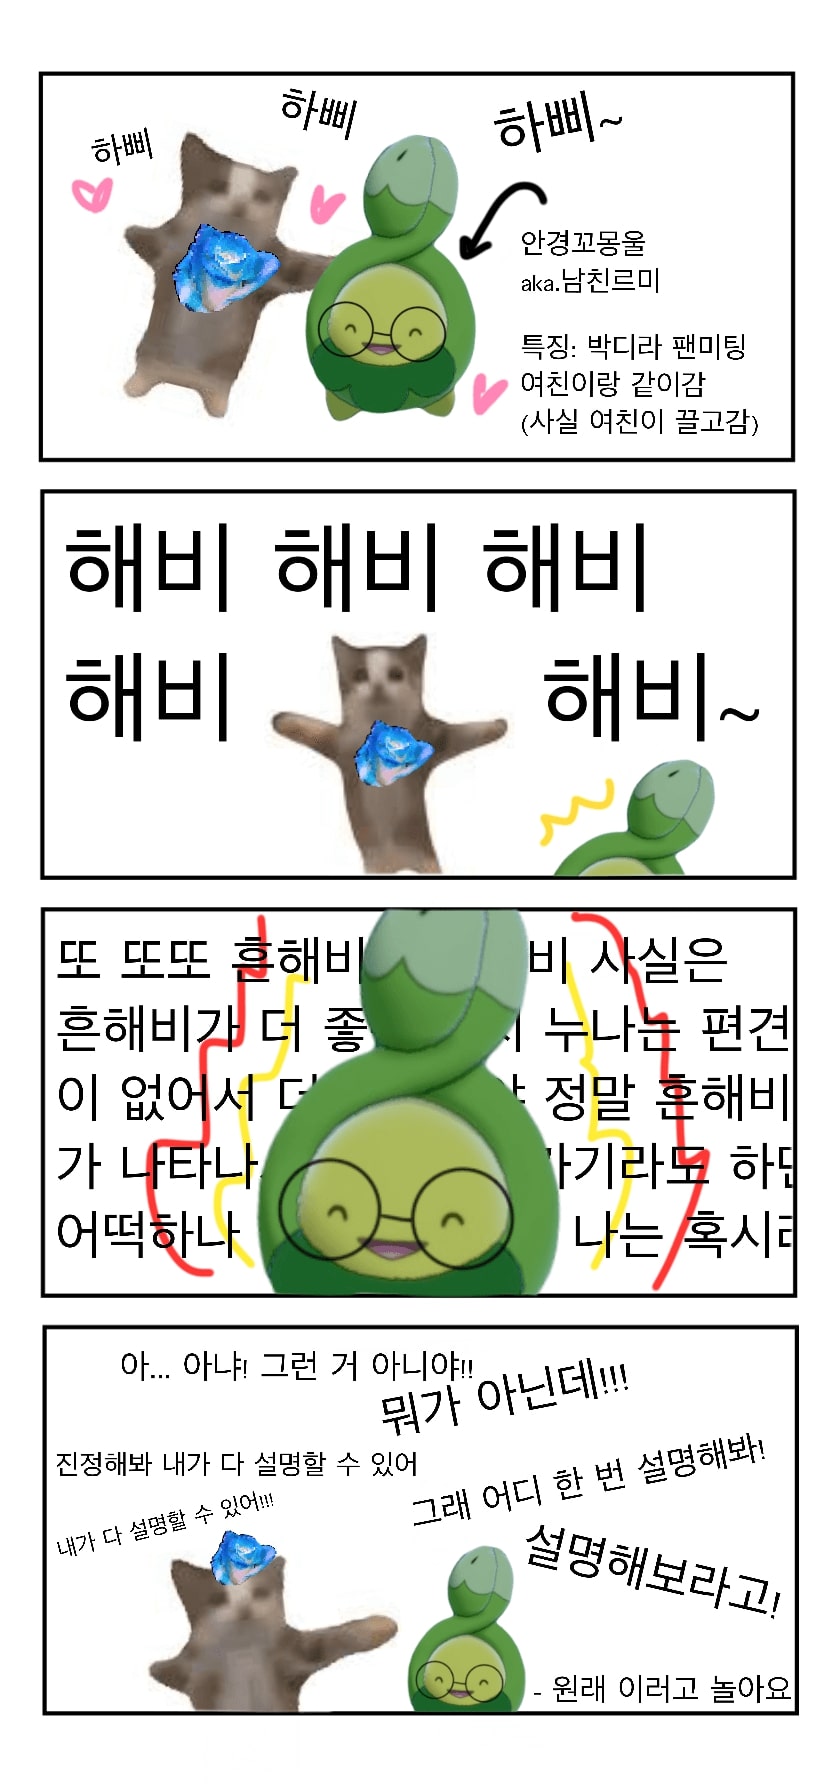 하삐
하삐
하삐~
안경꼬몽울
aka.남친르미
특징: 박디라 팬미팅
여친이랑 같이감
(사실 여친이 끌고감)
해비 해비 해비
해비 해비~
또 또또 흔해비 비 사실은
흔해비가 더 좋 누나는 편견
이 없어서 정말 흔해비
가 나타나 하
어떡하나 나는 혹시
아... 아냐! 그런 거 아니야!!
뭐가 아닌데!!!
진정해봐 내가 다 설명할 수 있어
그래 어디 한 번 설명해봐!
내가 다 설명할 수 있어!!!
설명해보라고!
- 원래 이러고 놀아요